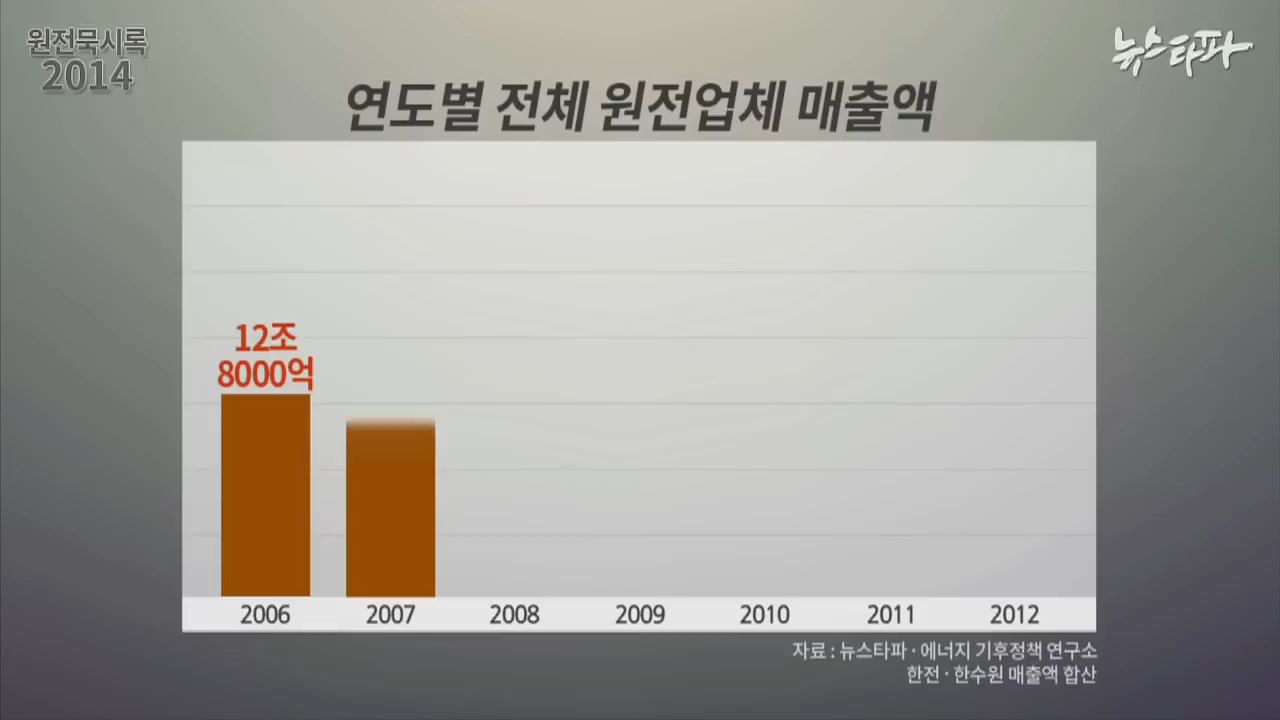 원전묵시록
2014
뉴스타파
연도별 전체 원전업체 매출액
12조
8000억
2006 2007 2008 2009 2010 2011 2012
자료 : 뉴스타파 · 에너지 기후정책 연구소
한전 · 한수원 매출액 합산